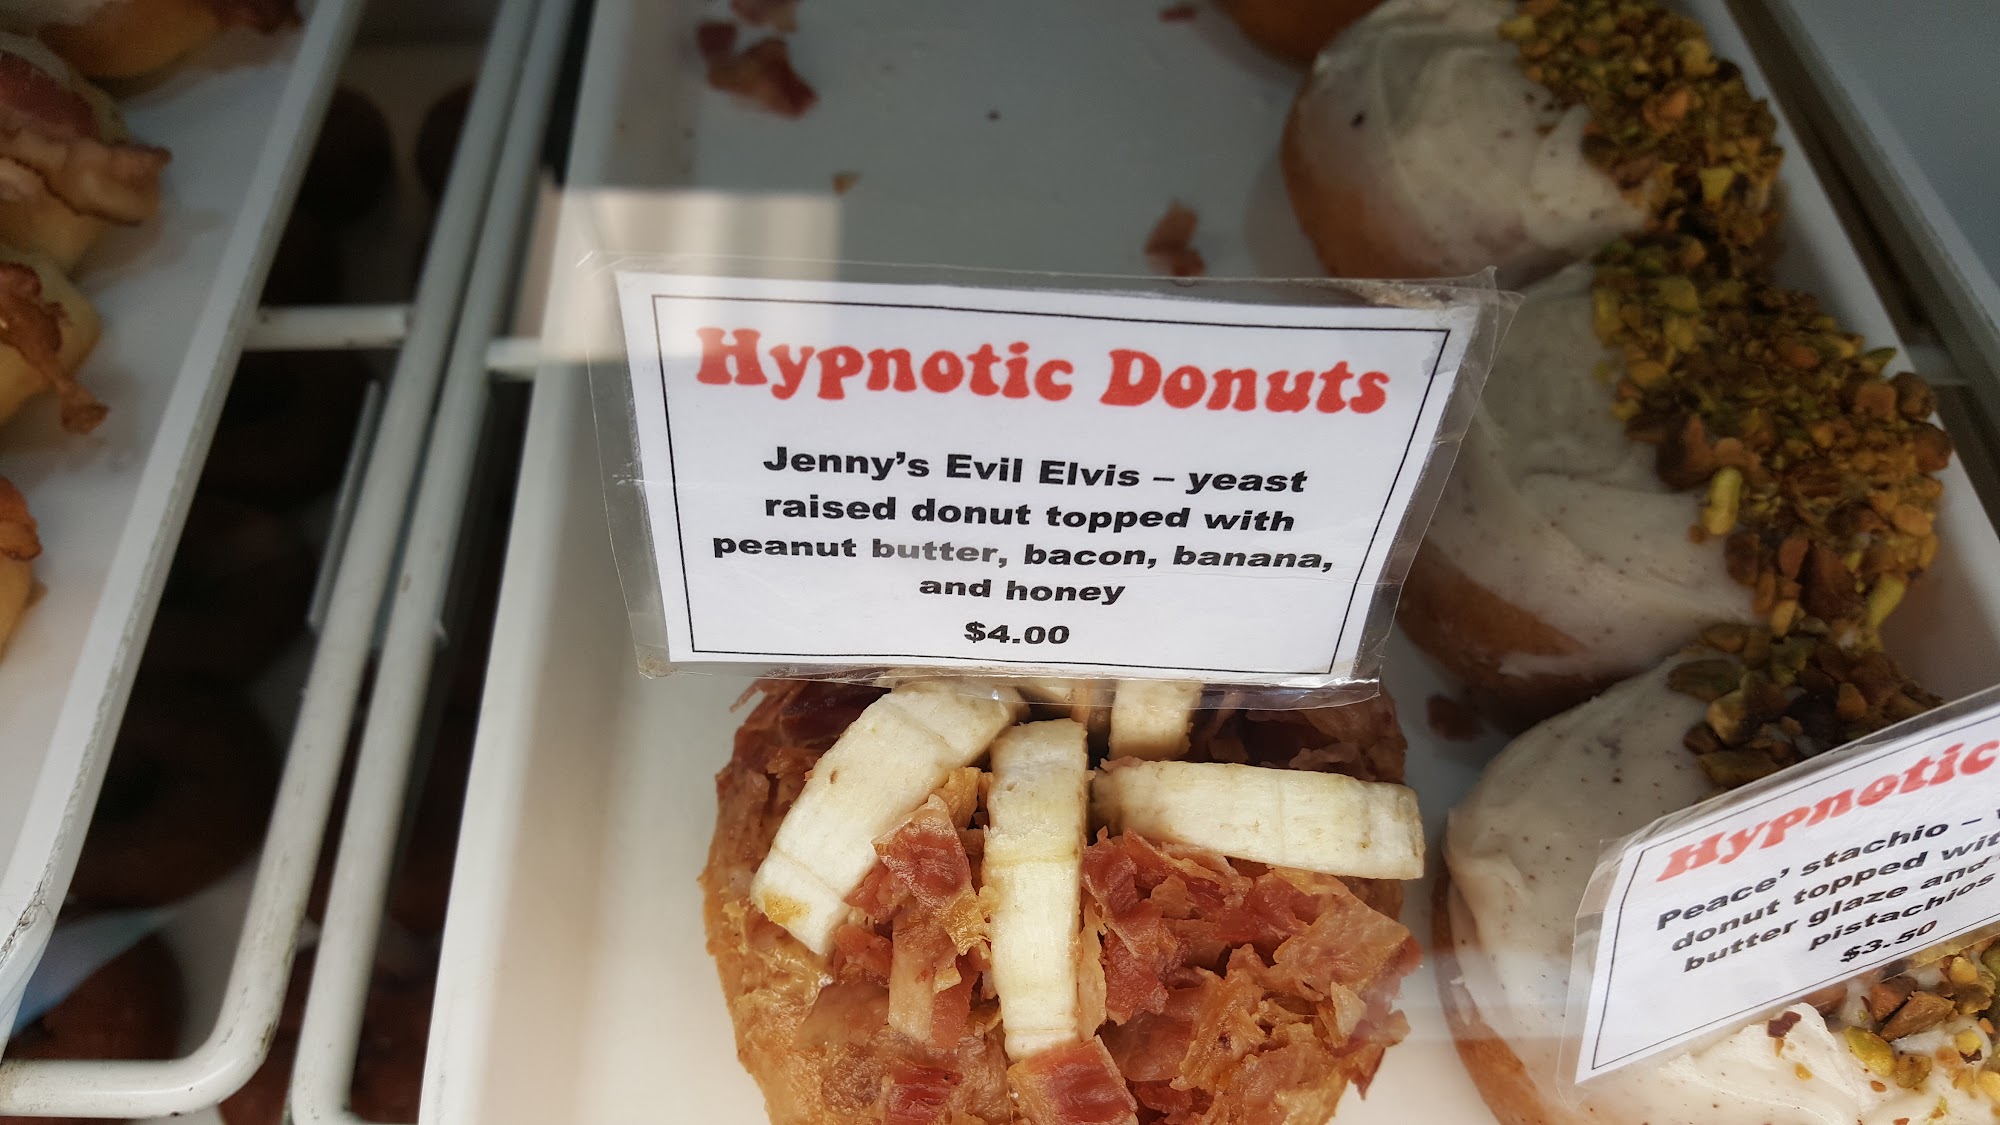 Hypnotic Donuts
Jenny's Evil Elvis – yeast
raised donut topped with
peanut butter, bacon, banana,
and honey
$4.00
Hypnotic
Peace' stachio –
donut topped
butter glaze and
pistachios
$3.50